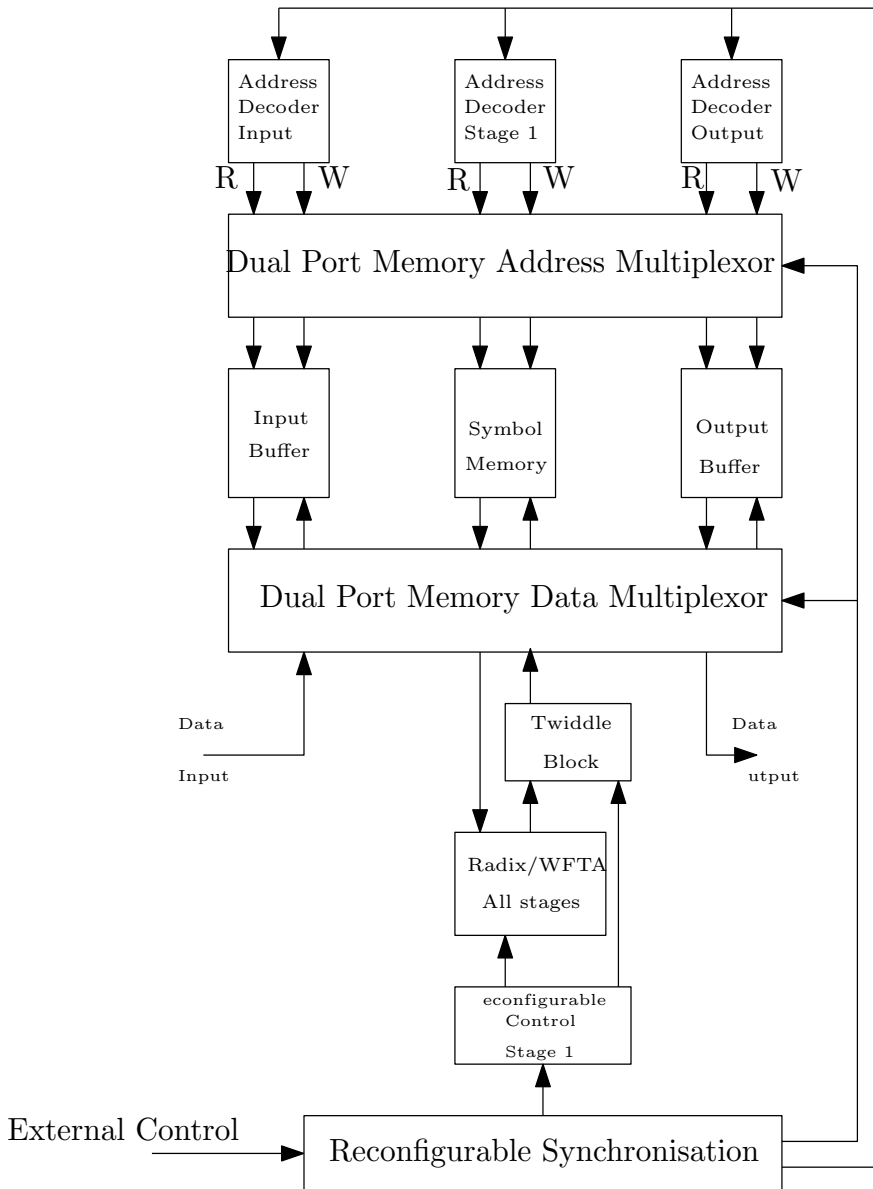 Address
Decoder
Input
Address
Decoder
Stage 1
Address
Decoder
Output
R
W
R
W
R
W
Dual Port Memory Address Multiplexor
Input
Buffer
Symbol
Memory
Output
Buffer
Dual Port Memory Data Multiplexor
Data
Input
Twiddle
Block
Data
utput
Radix/WFTA
All stages
econfigurable
Control
Stage 1
External Control
Reconfigurable Synchronisation